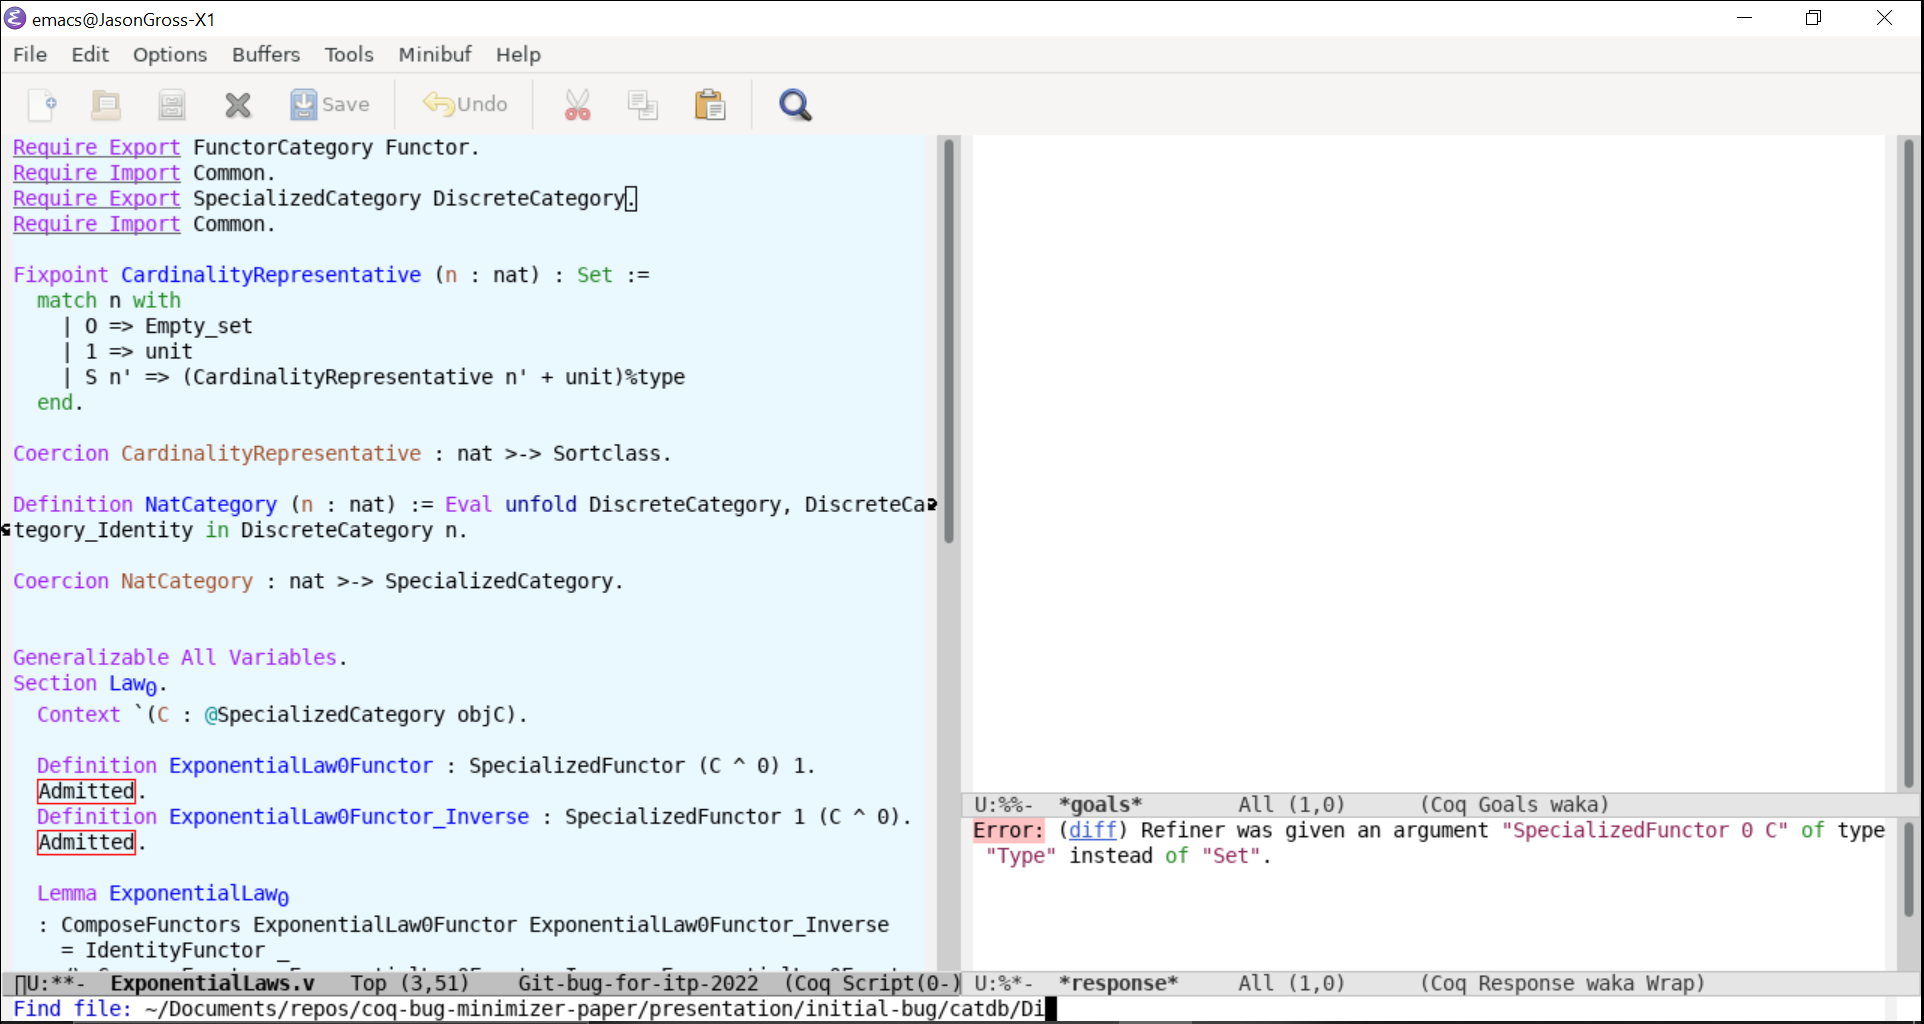 emacs@JasonGross-X1
File Edit Options Buffers Tools Minibuf Help
Save Undo
Require Export FunctorCategory Functor.
Require Import Common.
Require Export SpecializedCategory DiscreteCategory.
Require Import Common.
Fixpoint CardinalityRepresentative (n : nat) : Set :=
match n with
| O => Empty_set
| 1 => unit
| S n' => (CardinalityRepresentative n' + unit)%type
end.
Coercion CardinalityRepresentative : nat >-> Sortclass.
Definition NatCategory (n : nat) := Eval unfold DiscreteCategory, DiscreteCa
tegory_Identity in DiscreteCategory n.
Coercion NatCategory : nat >-> SpecializedCategory.
Generalizable All Variables.
Section Law0.
Context `(C : @SpecializedCategory objC).
Definition ExponentialLaw0Functor : SpecializedFunctor (C ^ 0) 1.
Admitted.
Definition ExponentialLaw0Functor_Inverse : SpecializedFunctor 1 (C ^ 0).
Admitted.
Lemma ExponentialLaw0
: ComposeFunctors ExponentialLaw0Functor ExponentialLaw0Functor_Inverse
= IdentityFunctor _
U:**- ExponentialLaws.v Top (3,51) Git-bug-for-itp-2022 (Coq Script(0-)
U:%%- *goals* All (1,0) (Coq Goals waka)
Error: (diff) Refiner was given an argument "SpecializedFunctor 0 C" of type
"Type" instead of "Set".
U:%*- *response* All (1,0) (Coq Response waka Wrap)
Find file: ~/Documents/repos/coq-bug-minimizer-paper/presentation/initial-bug/catdb/Di